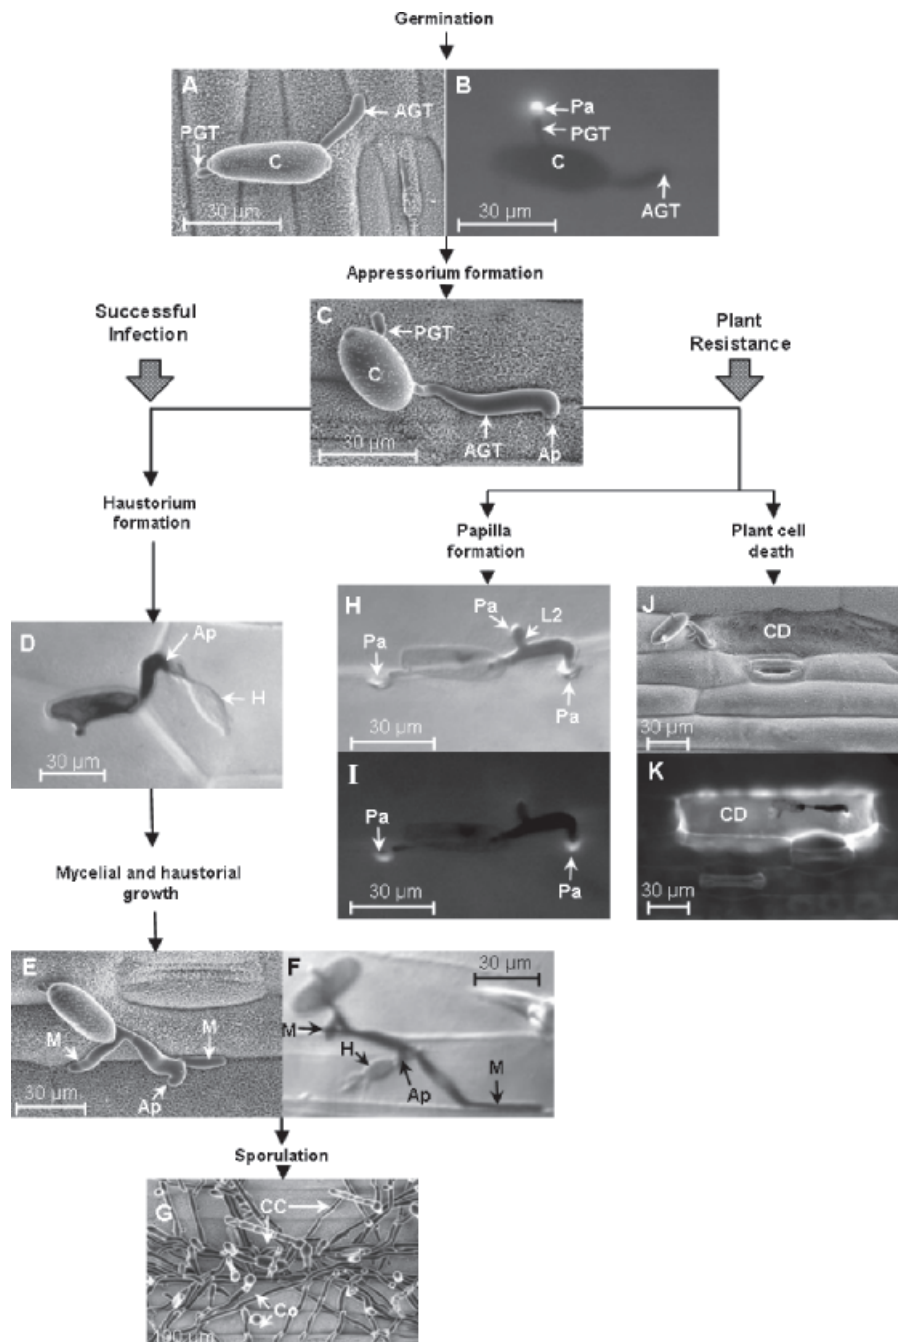 Germination
A
AGT
PGT
C
30 µm
B
Pa
PGT
C
30 µm
AGT
Appressorium formation
Successful
Infection
Plant
Resistance
C
PGT
C
30 µm
AGT
Ap
Haustorium
formation
Papilla
formation
Plant cell
death
D
Ap
H
30 µm
H
Pa
L2
Pa
Pa
30 µm
J
CD
30 µm
I
Pa
Pa
30 µm
K
CD
30 µm
Mycelial and haustorial
growth
E
M
M
Ap
30 µm
F
30 µm
M
H
Ap
M
Sporulation
G
CC
Co
100 µm